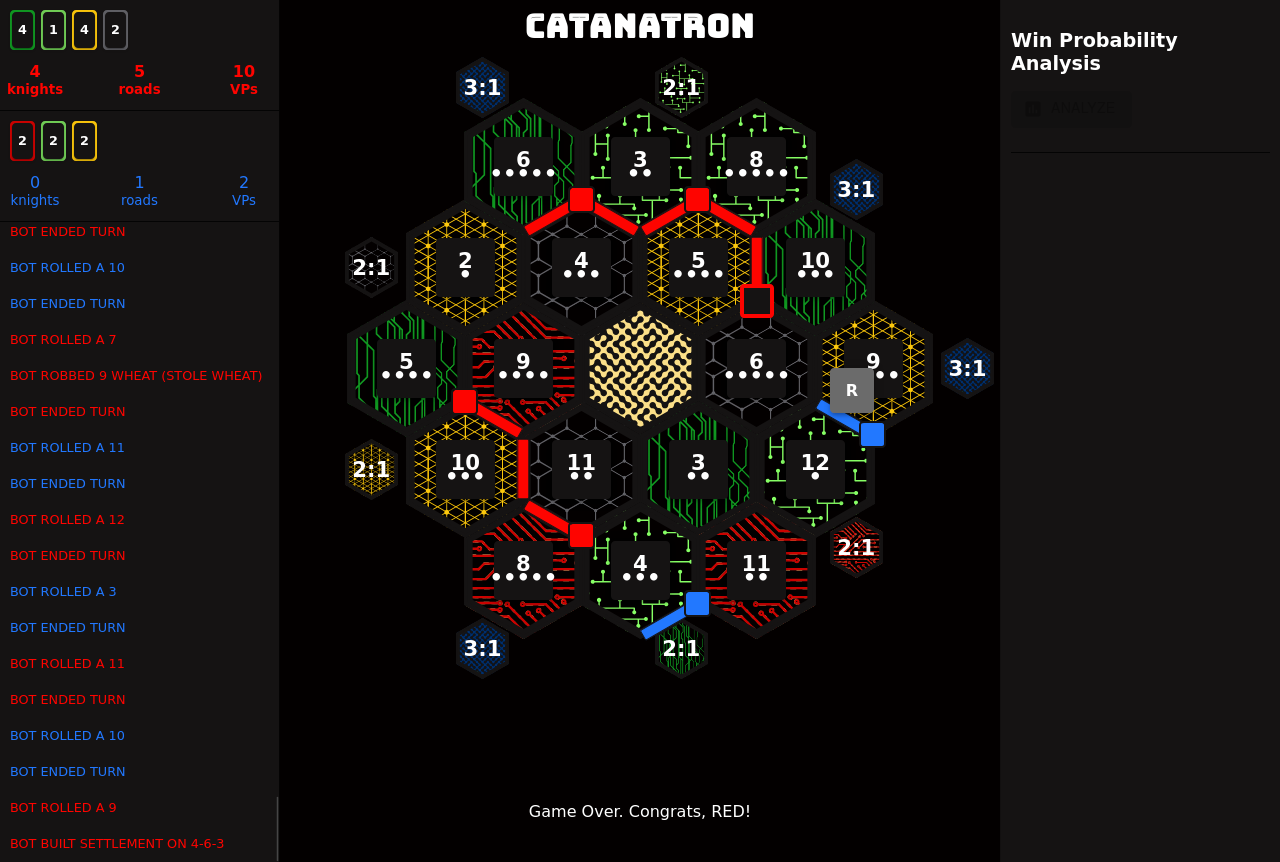 CATANATRON
4 1 4 2
4 5 10
knights roads VPs
2 2 2
0 1 2
knights roads VPs
BOT ENDED TURN
BOT ROLLED A 10
BOT ENDED TURN
BOT ROLLED A 7
BOT ROBBED 9 WHEAT (STOLE WHEAT)
BOT ENDED TURN
BOT ROLLED A 11
BOT ENDED TURN
BOT ROLLED A 12
BOT ENDED TURN
BOT ROLLED A 3
BOT ENDED TURN
BOT ROLLED A 11
BOT ENDED TURN
BOT ROLLED A 10
BOT ENDED TURN
BOT ROLLED A 9
BOT BUILT SETTLEMENT ON 4-6-3
3:1 2:1
6 3 8
3:1
2:1 2 4 5 10
5 9 6 9 3:1
R
2:1 10 11 3 12
2:1
8 4 11
3:1 2:1
Game Over. Congrats, RED!
Win Probability
Analysis
ANALYZE